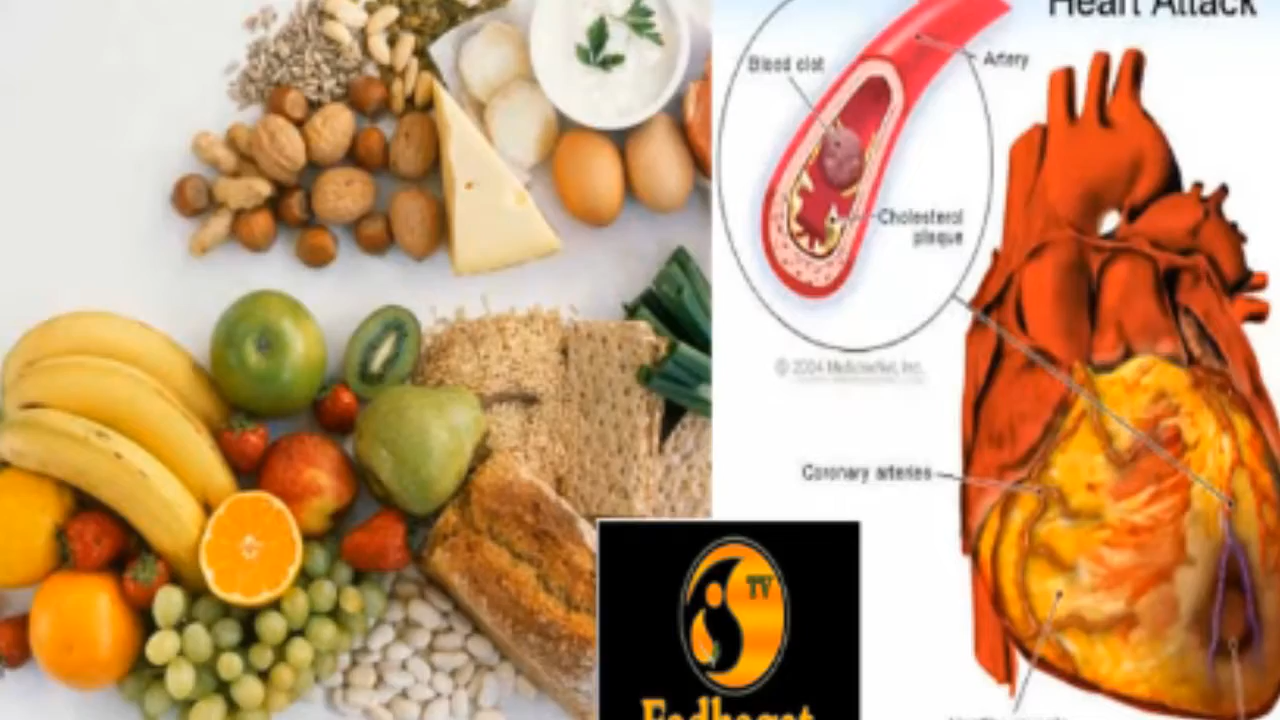 Heart Attack
Blood clot
Artery
Cholesterol
plaque
© 2004 MedicineNet, Inc.
Coronary arteries
TV